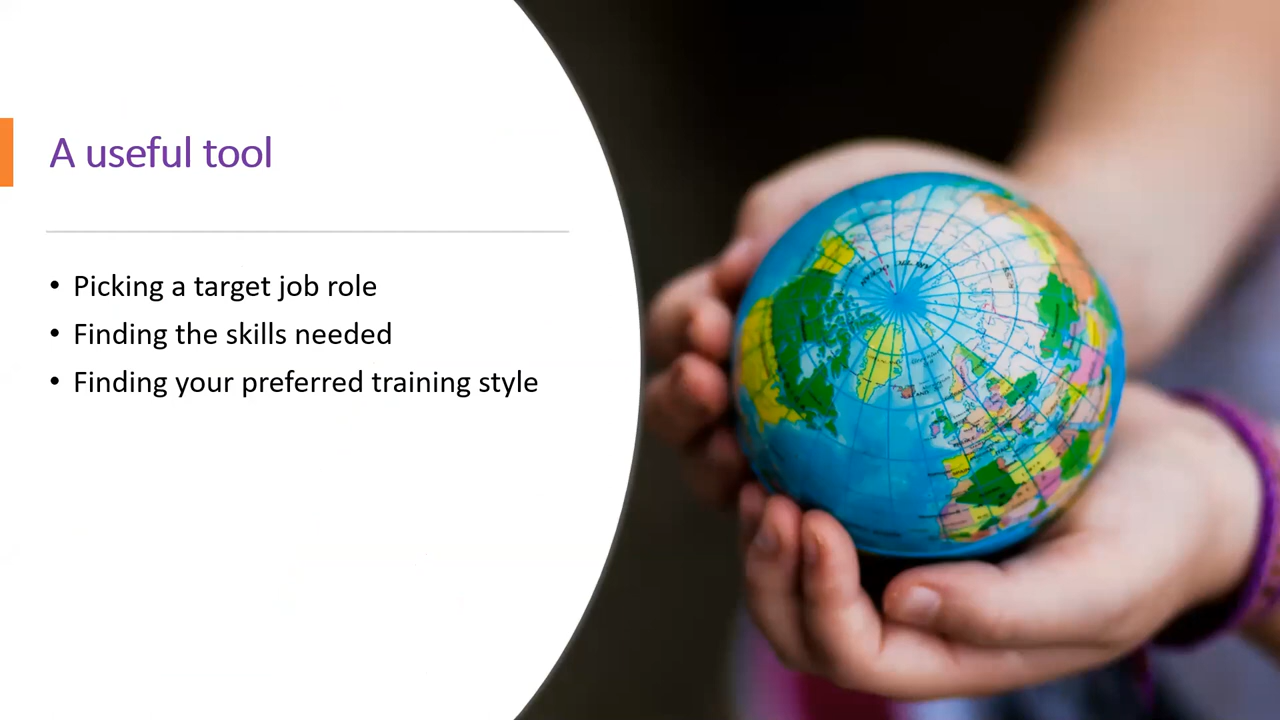 A useful tool
• Picking a target job role
• Finding the skills needed
• Finding your preferred training style